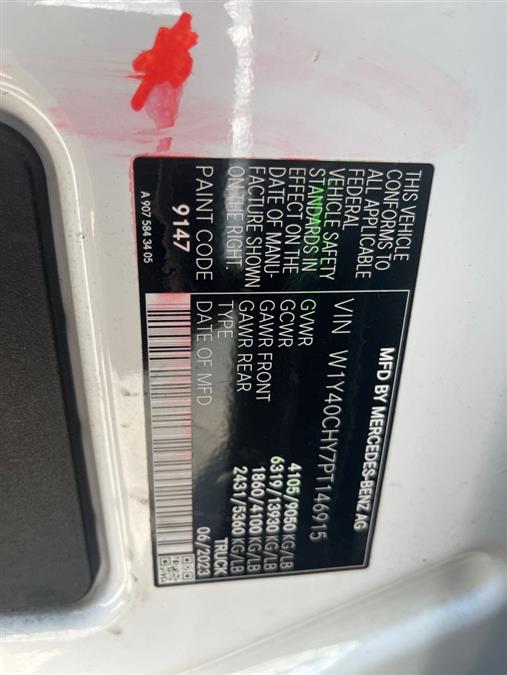 MFD BY MERCEDES-BENZ AG
VIN W1Y40CHY7PT146915
GVWR 4105/9050 KG/LB
GCWR 6319/13930 KG/LB
GAWR FRONT 1860/4100 KG/LB
GAWR REAR 2431/5360 KG/LB
TYPE TRUCK
DATE OF MFD 06/2023
THIS VEHICLE
CONFORMS TO
ALL APPLICABLE
FEDERAL
VEHICLE SAFETY
STANDARDS IN
EFFECT ON THE
DATE OF MANU-
FACTURE SHOWN
ON THE RIGHT.
PAINT CODE
9147
A 907 584 34 05